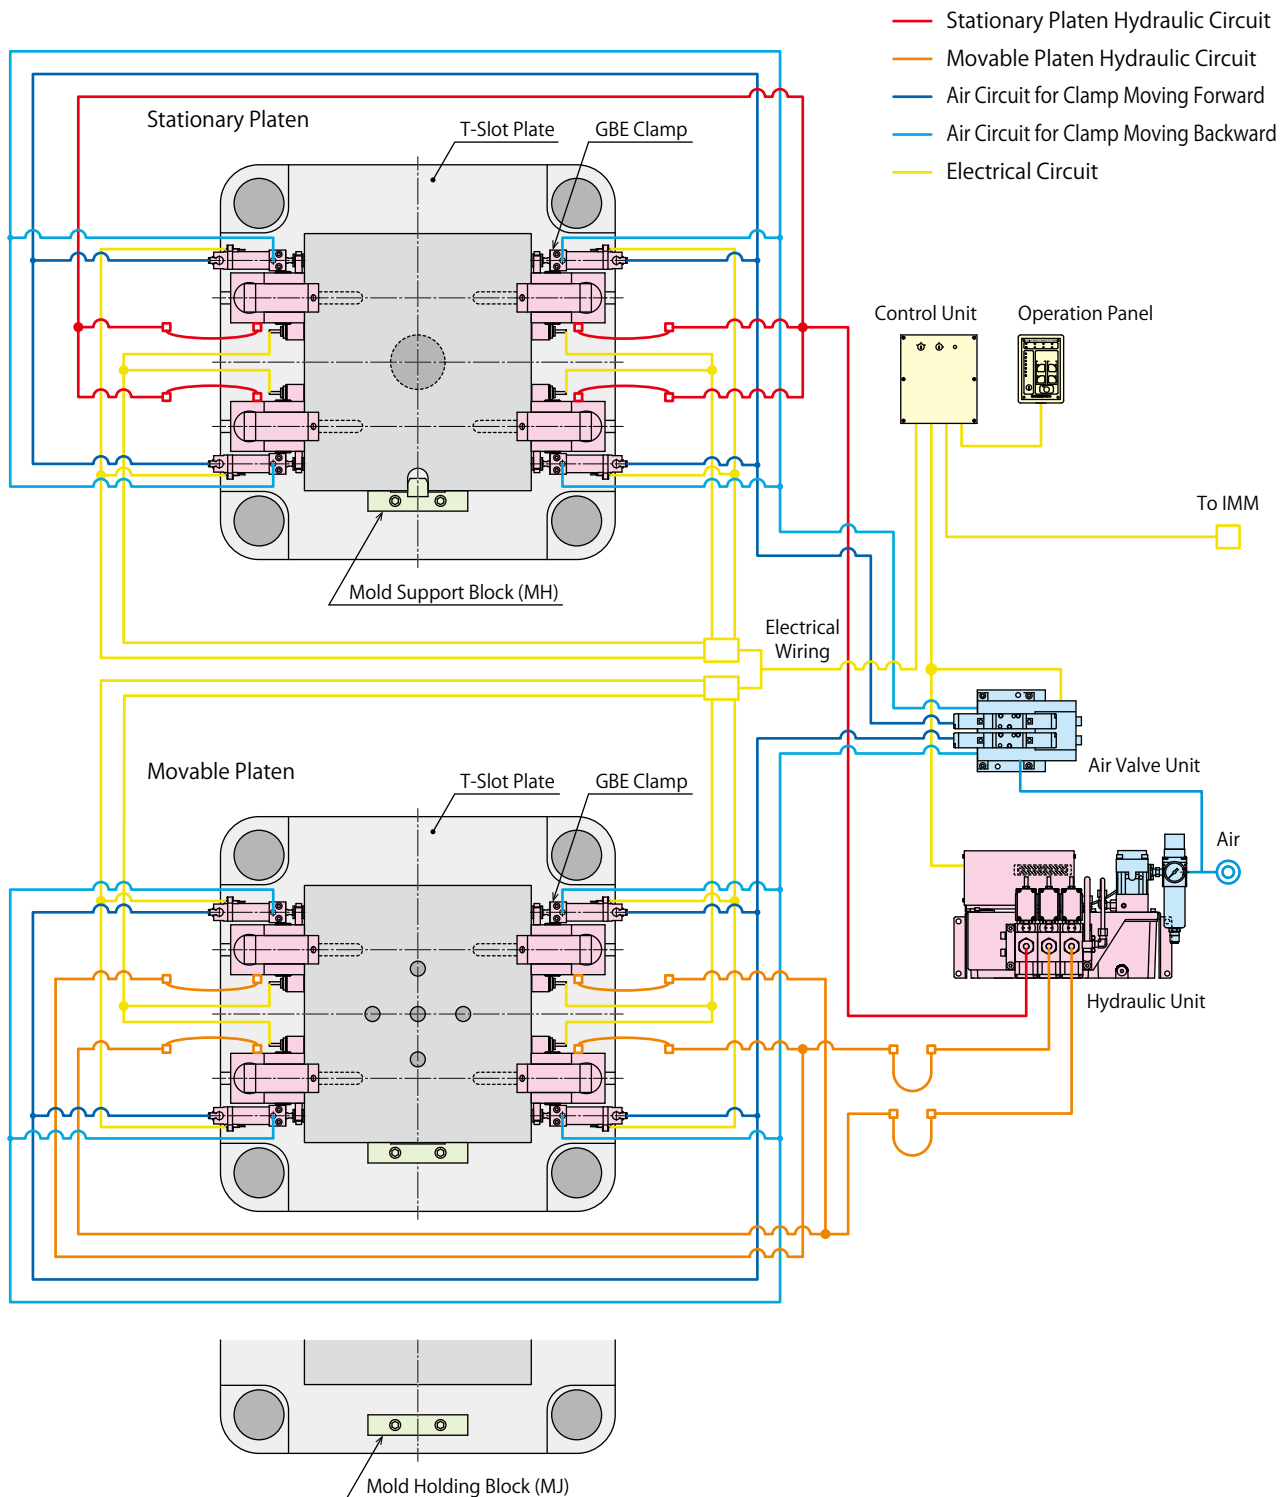 Stationary Platen Hydraulic Circuit
Movable Platen Hydraulic Circuit
Air Circuit for Clamp Moving Forward
Air Circuit for Clamp Moving Backward
Electrical Circuit
Stationary Platen
T-Slot Plate
GBE Clamp
Control Unit
Operation Panel
To IMM
Mold Support Block (MH)
Electrical
Wiring
Air Valve Unit
Movable Platen
T-Slot Plate
GBE Clamp
Air
Hydraulic Unit
Mold Holding Block (MJ)